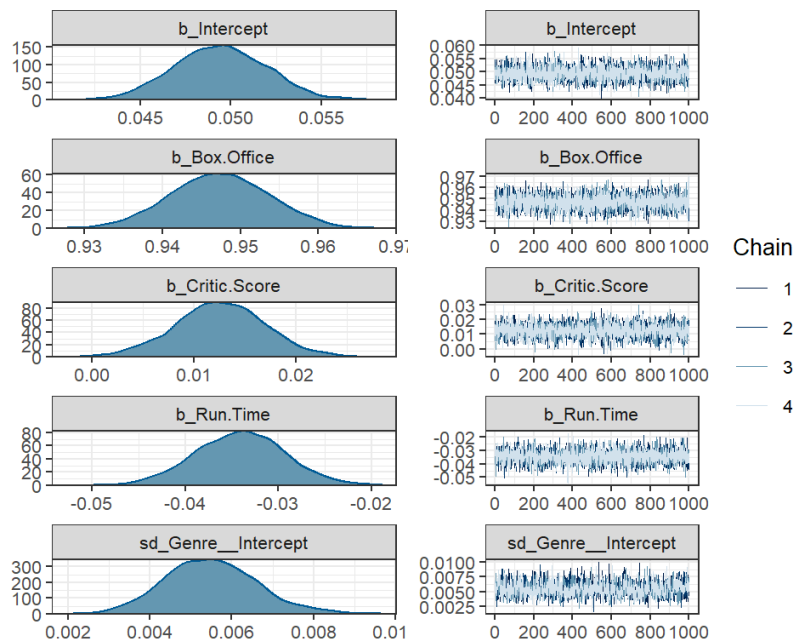 b_Intercept
150
100
50
0
0.045 0.050 0.055
b_Intercept
0.060
0.055
0.050
0.045
0.040
0 200 400 600 800 1000
b_Box.Office
60
40
20
0
0.93 0.94 0.95 0.96 0.97
b_Box.Office
0.97
0.96
0.95
0.94
0.93
0 200 400 600 800 1000
b_Critic.Score
80
60
40
20
0
0.00 0.01 0.02
b_Critic.Score
0.03
0.02
0.01
0.00
0 200 400 600 800 1000
b_Run.Time
80
60
40
20
0
-0.05 -0.04 -0.03 -0.02
b_Run.Time
-0.02
-0.03
-0.04
-0.05
0 200 400 600 800 1000
sd_Genre__Intercept
300
200
100
0
0.002 0.004 0.006 0.008 0.01
sd_Genre__Intercept
0.0100
0.0075
0.0050
0.0025
0 200 400 600 800 1000
Chain
1
2
3
4